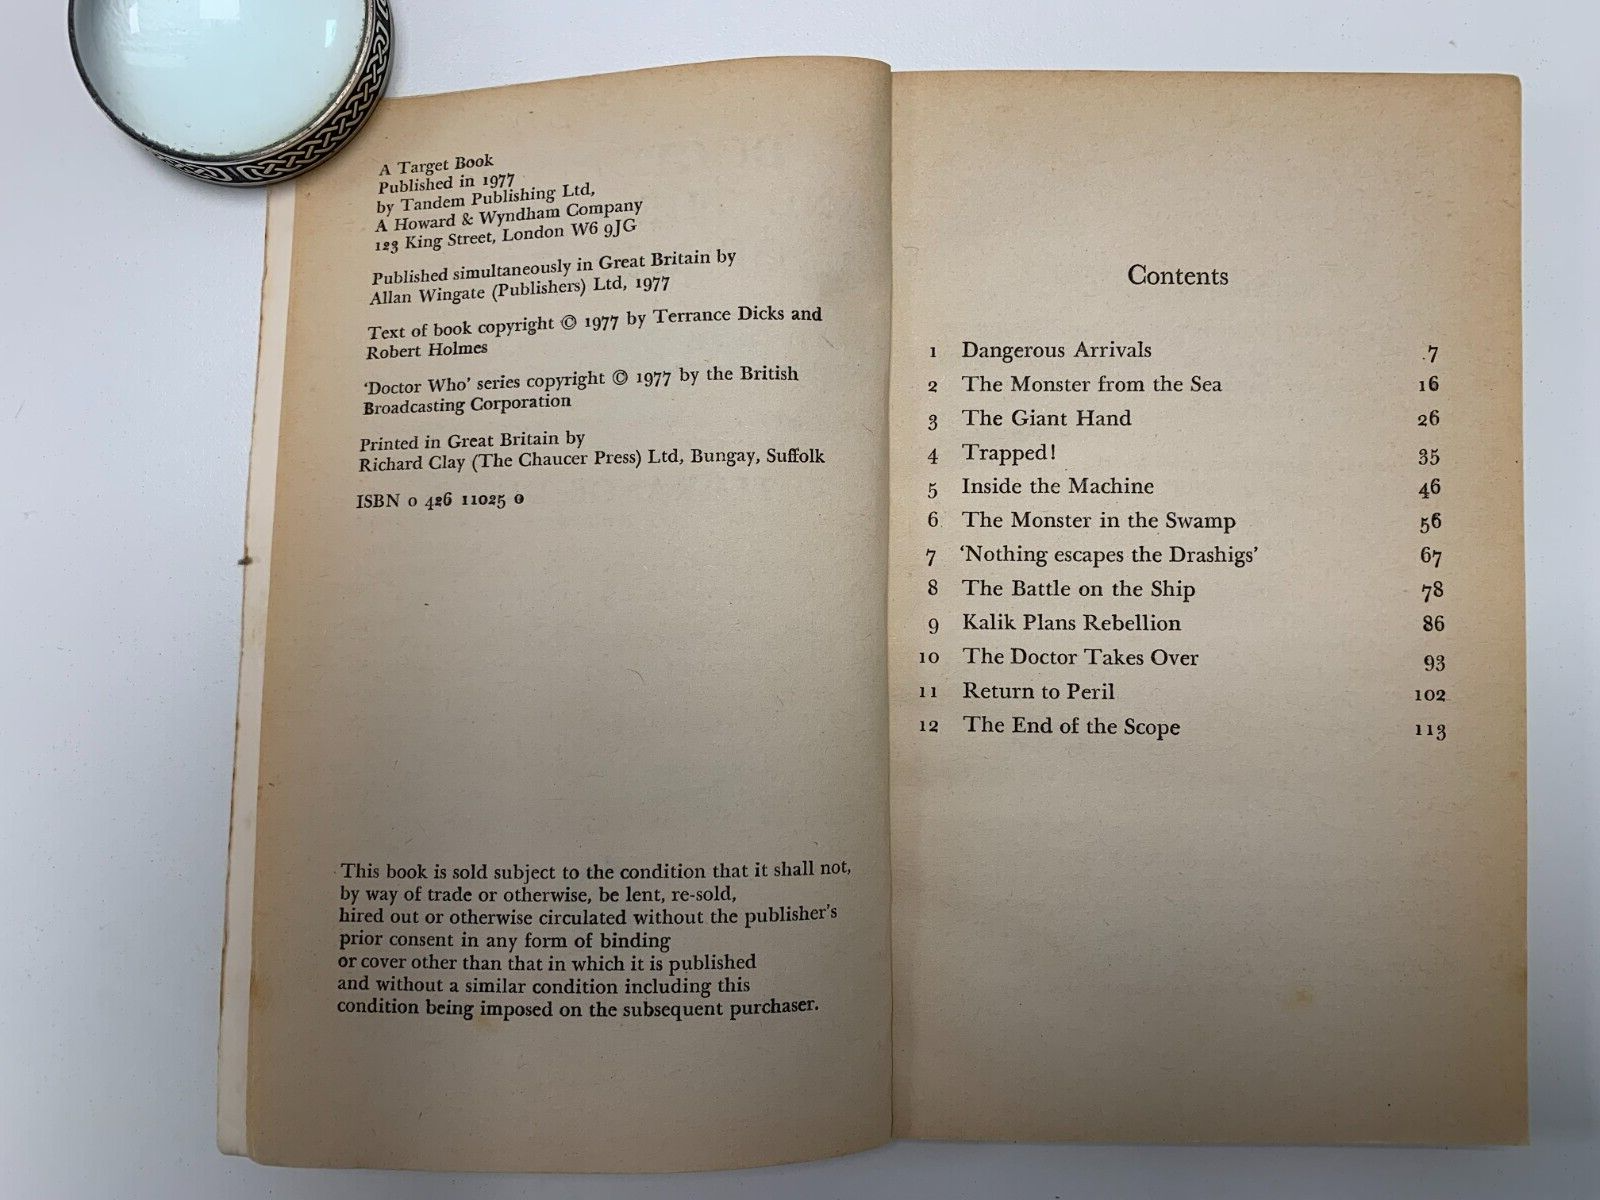 A Target Book
Published in 1977
by Tandem Publishing Ltd,
A Howard & Wyndham Company
123 King Street, London W6 9JG
Published simultaneously in Great Britain by
Allan Wingate (Publishers) Ltd, 1977
Text of book copyright © 1977 by Terrance Dicks and
Robert Holmes
'Doctor Who' series copyright © 1977 by the British
Broadcasting Corporation
Printed in Great Britain by
Richard Clay (The Chaucer Press) Ltd, Bungay, Suffolk
ISBN 0 426 11025 0
This book is sold subject to the condition that it shall not,
by way of trade or otherwise, be lent, re-sold,
hired out or otherwise circulated without the publisher's
prior consent in any form of binding
or cover other than that in which it is published
and without a similar condition including this
condition being imposed on the subsequent purchaser.
Contents
1 Dangerous Arrivals 7
2 The Monster from the Sea 16
3 The Giant Hand 26
4 Trapped! 35
5 Inside the Machine 46
6 The Monster in the Swamp 56
7 'Nothing escapes the Drashigs' 67
8 The Battle on the Ship 78
9 Kalik Plans Rebellion 86
10 The Doctor Takes Over 93
11 Return to Peril 102
12 The End of the Scope 113